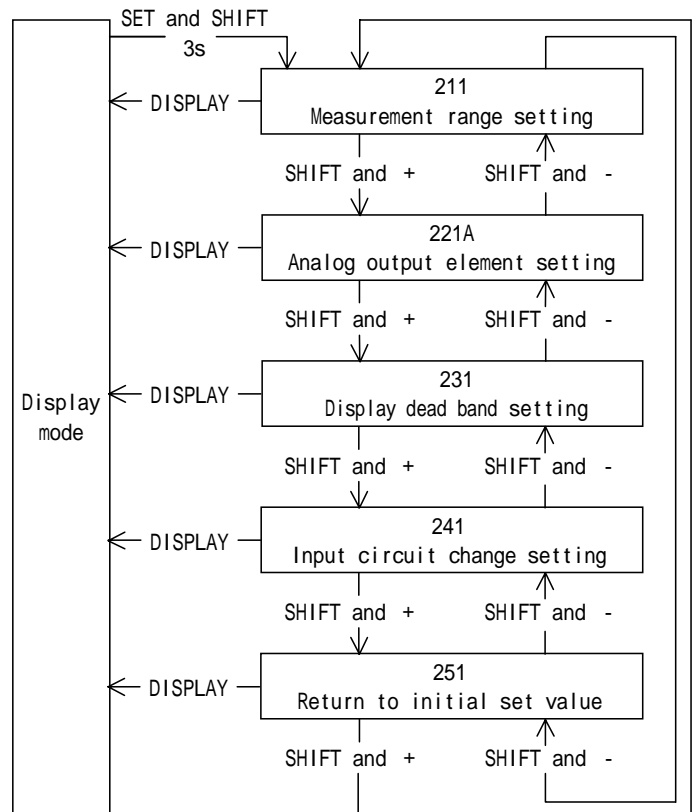 SET and SHIFT
3s
211
Measurement range setting
DISPLAY
SHIFT and +
SHIFT and -
221A
Analog output element setting
DISPLAY
SHIFT and +
SHIFT and -
231
Display dead band setting
DISPLAY
Display
mode
SHIFT and +
SHIFT and -
241
Input circuit change setting
DISPLAY
SHIFT and +
SHIFT and -
251
Return to initial set value
DISPLAY
SHIFT and +
SHIFT and -